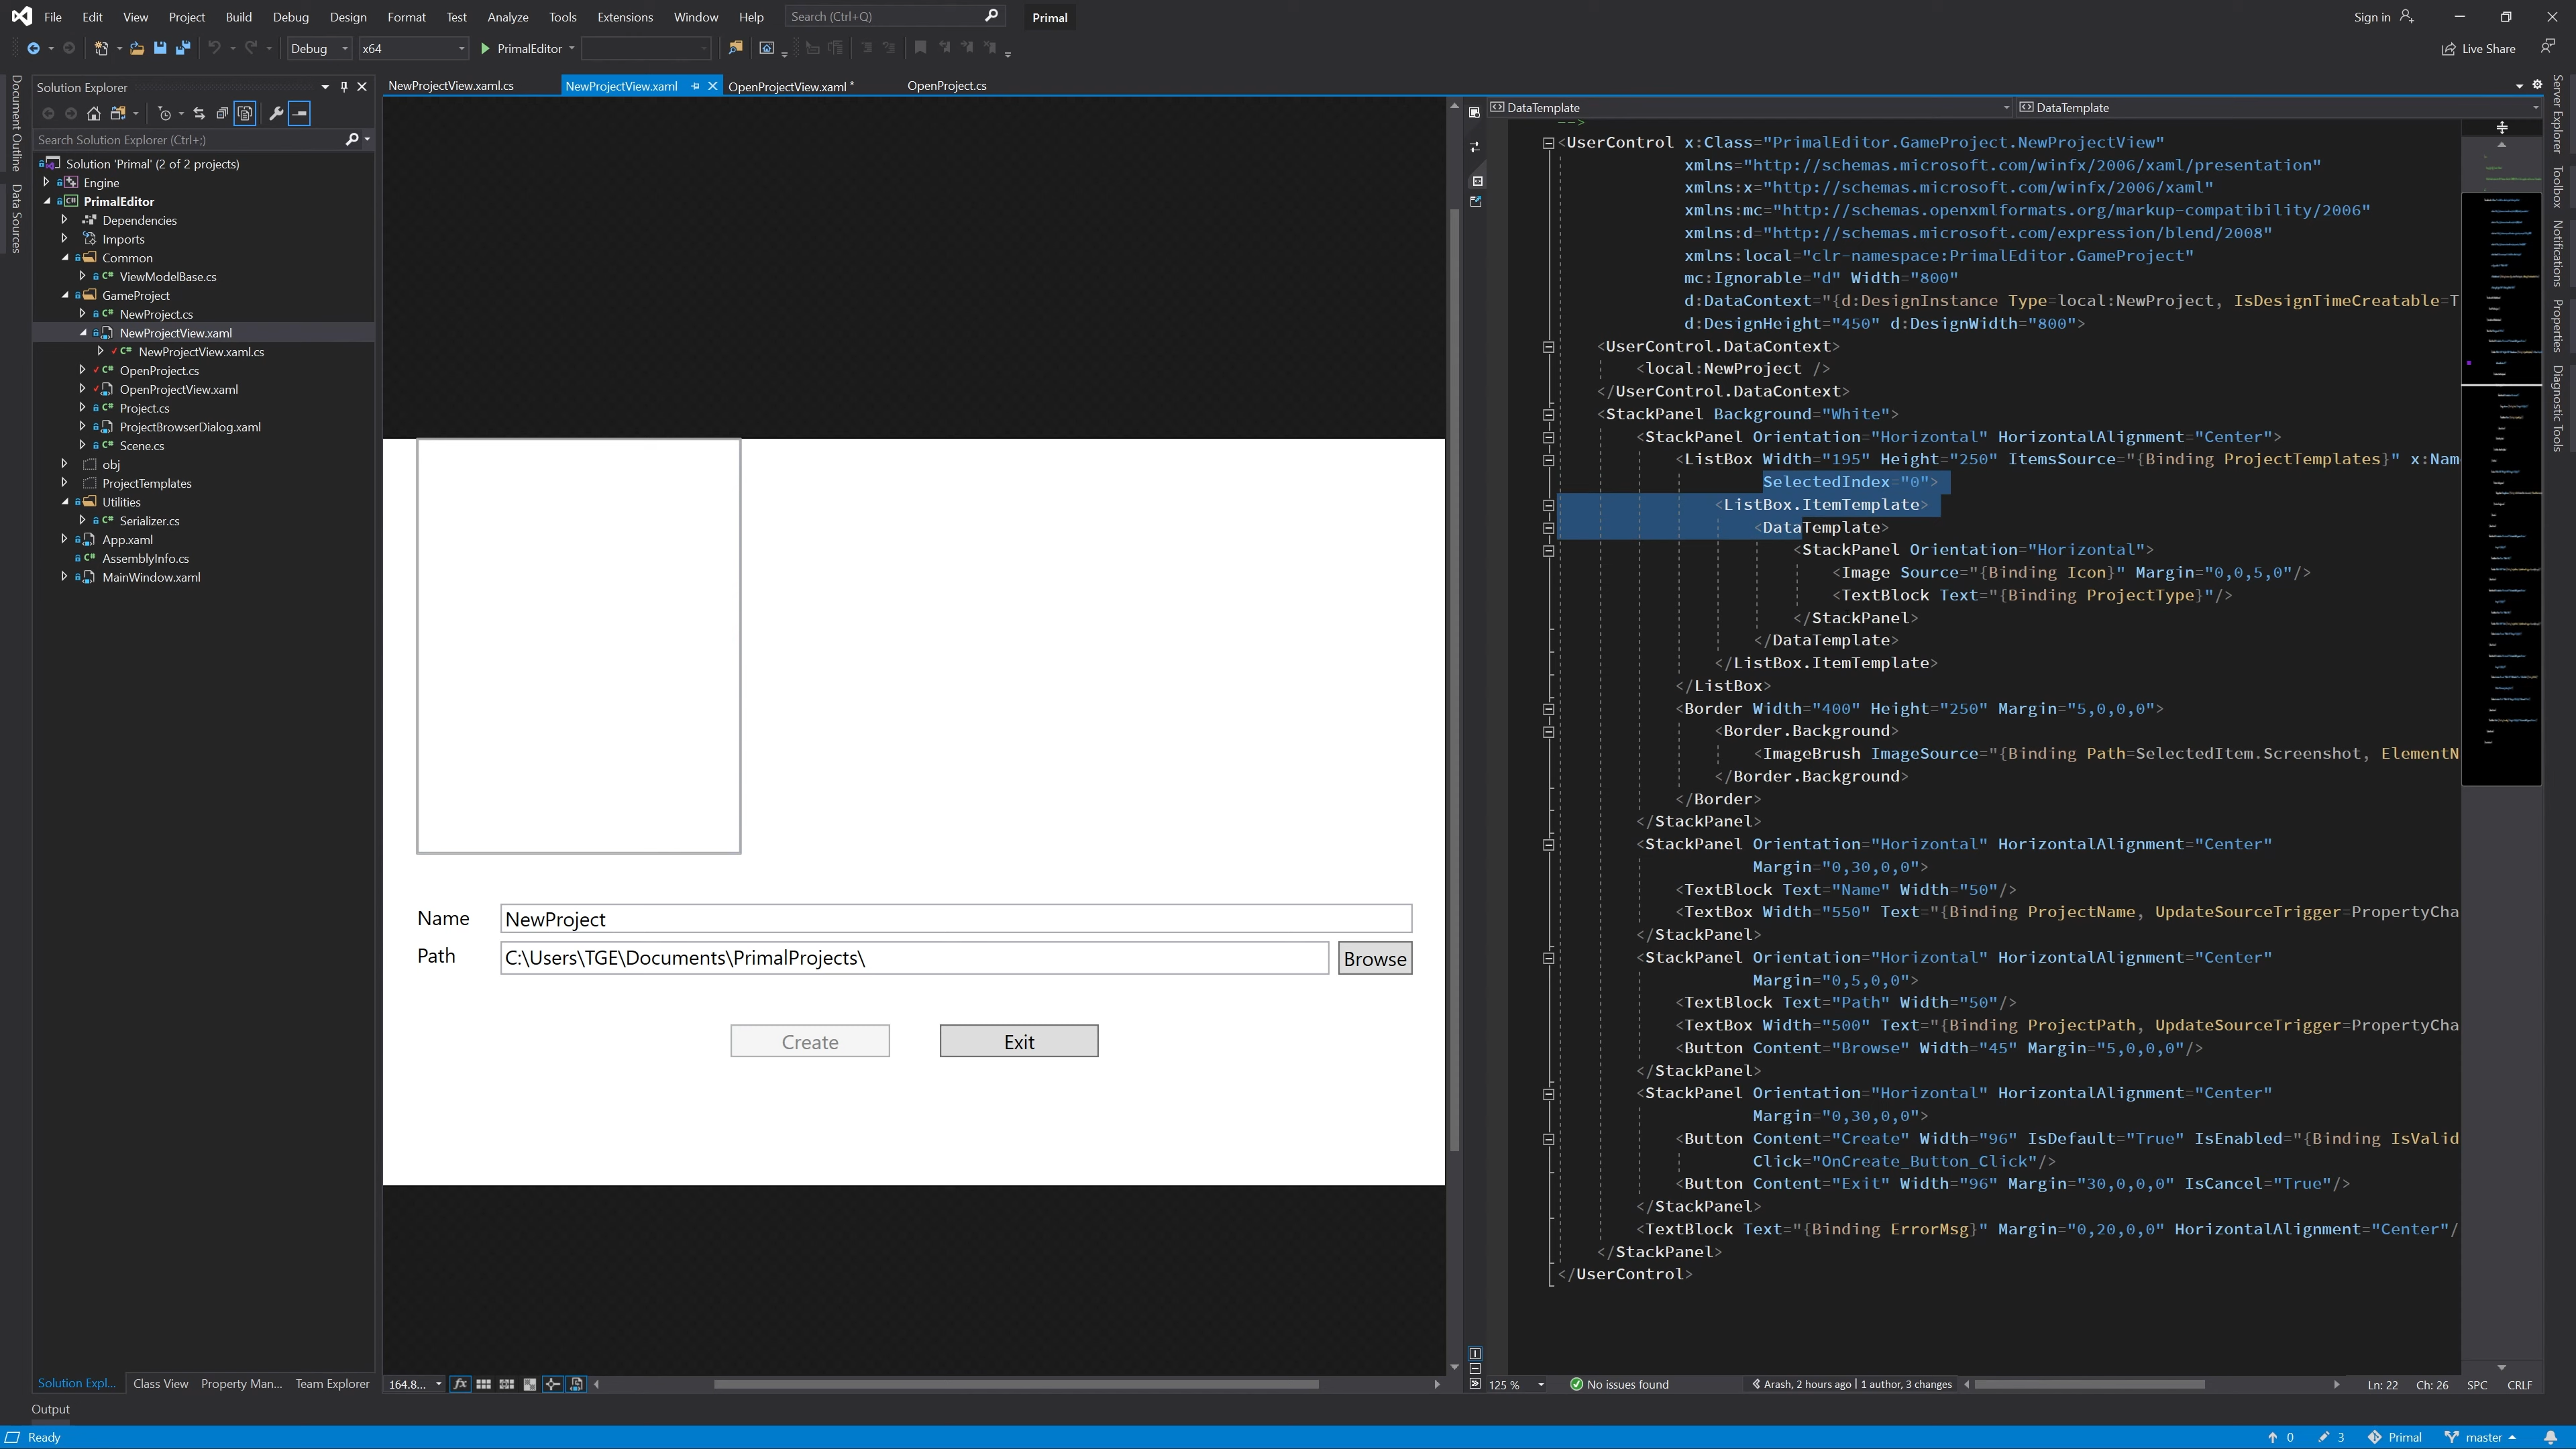 File Edit View Project Build Debug Design Format Test Analyze Tools Extensions Window Help Search (Ctrl+Q) Primal Sign in
Debug x64 PrimalEditor Live Share
Document Outline
Data Sources
Solution Explorer
Search Solution Explorer (Ctrl+;)
Solution 'Primal' (2 of 2 projects)
Engine
PrimalEditor
Dependencies
Imports
Common
ViewModelBase.cs
GameProject
NewProject.cs
NewProjectView.xaml
NewProjectView.xaml.cs
OpenProject.cs
OpenProjectView.xaml
Project.cs
ProjectBrowserDialog.xaml
Scene.cs
obj
ProjectTemplates
Utilities
Serializer.cs
App.xaml
AssemblyInfo.cs
MainWindow.xaml
Solution Expl... Class View Property Man... Team Explorer
NewProjectView.xaml.cs NewProjectView.xaml OpenProjectView.xaml * OpenProject.cs
Name NewProject
Path C:\Users\TGE\Documents\PrimalProjects\ Browse
Create Exit
164.8...
DataTemplate DataTemplate
-->
<UserControl x:Class="PrimalEditor.GameProject.NewProjectView"
xmlns="http://schemas.microsoft.com/winfx/2006/xaml/presentation"
xmlns:x="http://schemas.microsoft.com/winfx/2006/xaml"
xmlns:mc="http://schemas.openxmlformats.org/markup-compatibility/2006"
xmlns:d="http://schemas.microsoft.com/expression/blend/2008"
xmlns:local="clr-namespace:PrimalEditor.GameProject"
mc:Ignorable="d" Width="800"
d:DataContext="{d:DesignInstance Type=local:NewProject, IsDesignTimeCreatable=T
d:DesignHeight="450" d:DesignWidth="800">
<UserControl.DataContext>
<local:NewProject />
</UserControl.DataContext>
<StackPanel Background="White">
<StackPanel Orientation="Horizontal" HorizontalAlignment="Center">
<ListBox Width="195" Height="250" ItemsSource="{Binding ProjectTemplates}" x:Nam
SelectedIndex="0">
<ListBox.ItemTemplate>
<DataTemplate>
<StackPanel Orientation="Horizontal">
<Image Source="{Binding Icon}" Margin="0,0,5,0"/>
<TextBlock Text="{Binding ProjectType}"/>
</StackPanel>
</DataTemplate>
</ListBox.ItemTemplate>
</ListBox>
<Border Width="400" Height="250" Margin="5,0,0,0">
<Border.Background>
<ImageBrush ImageSource="{Binding Path=SelectedItem.Screenshot, ElementN
</Border.Background>
</Border>
</StackPanel>
<StackPanel Orientation="Horizontal" HorizontalAlignment="Center"
Margin="0,30,0,0">
<TextBlock Text="Name" Width="50"/>
<TextBox Width="550" Text="{Binding ProjectName, UpdateSourceTrigger=PropertyCha
</StackPanel>
<StackPanel Orientation="Horizontal" HorizontalAlignment="Center"
Margin="0,5,0,0">
<TextBlock Text="Path" Width="50"/>
<TextBox Width="500" Text="{Binding ProjectPath, UpdateSourceTrigger=PropertyCha
<Button Content="Browse" Width="45" Margin="5,0,0,0"/>
</StackPanel>
<StackPanel Orientation="Horizontal" HorizontalAlignment="Center"
Margin="0,30,0,0">
<Button Content="Create" Width="96" IsDefault="True" IsEnabled="{Binding IsValid
Click="OnCreate_Button_Click"/>
<Button Content="Exit" Width="96" Margin="30,0,0,0" IsCancel="True"/>
</StackPanel>
<TextBlock Text="{Binding ErrorMsg}" Margin="0,20,0,0" HorizontalAlignment="Center"/
</StackPanel>
</UserControl>
125 % No issues found Arash, 2 hours ago | 1 author, 3 changes Ln: 22 Ch: 26 SPC CRLF
Server Explorer
Toolbox
Notifications
Properties
Diagnostic Tools
Output
Ready 0 3 Primal master